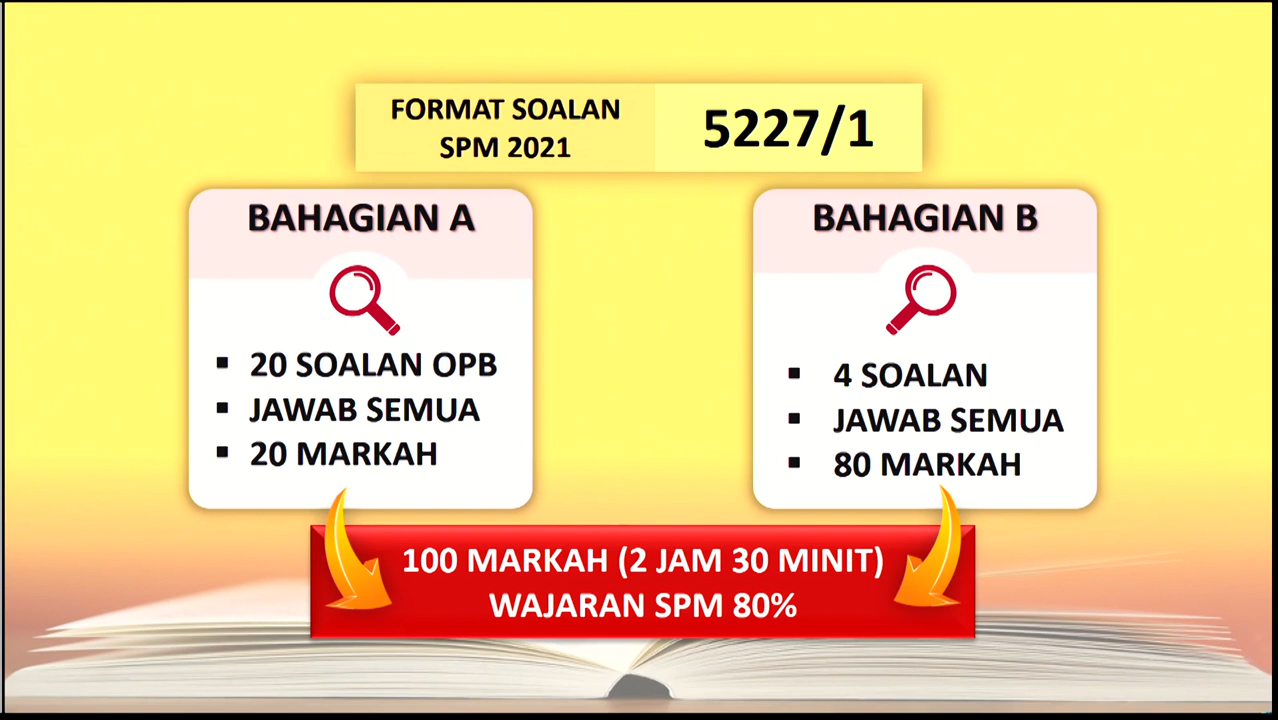 FORMAT SOALAN
SPM 2021
5227/1
BAHAGIAN A
▪ 20 SOALAN OPB
▪ JAWAB SEMUA
▪ 20 MARKAH
BAHAGIAN B
▪ 4 SOALAN
▪ JAWAB SEMUA
▪ 80 MARKAH
100 MARKAH (2 JAM 30 MINIT)
WAJARAN SPM 80%